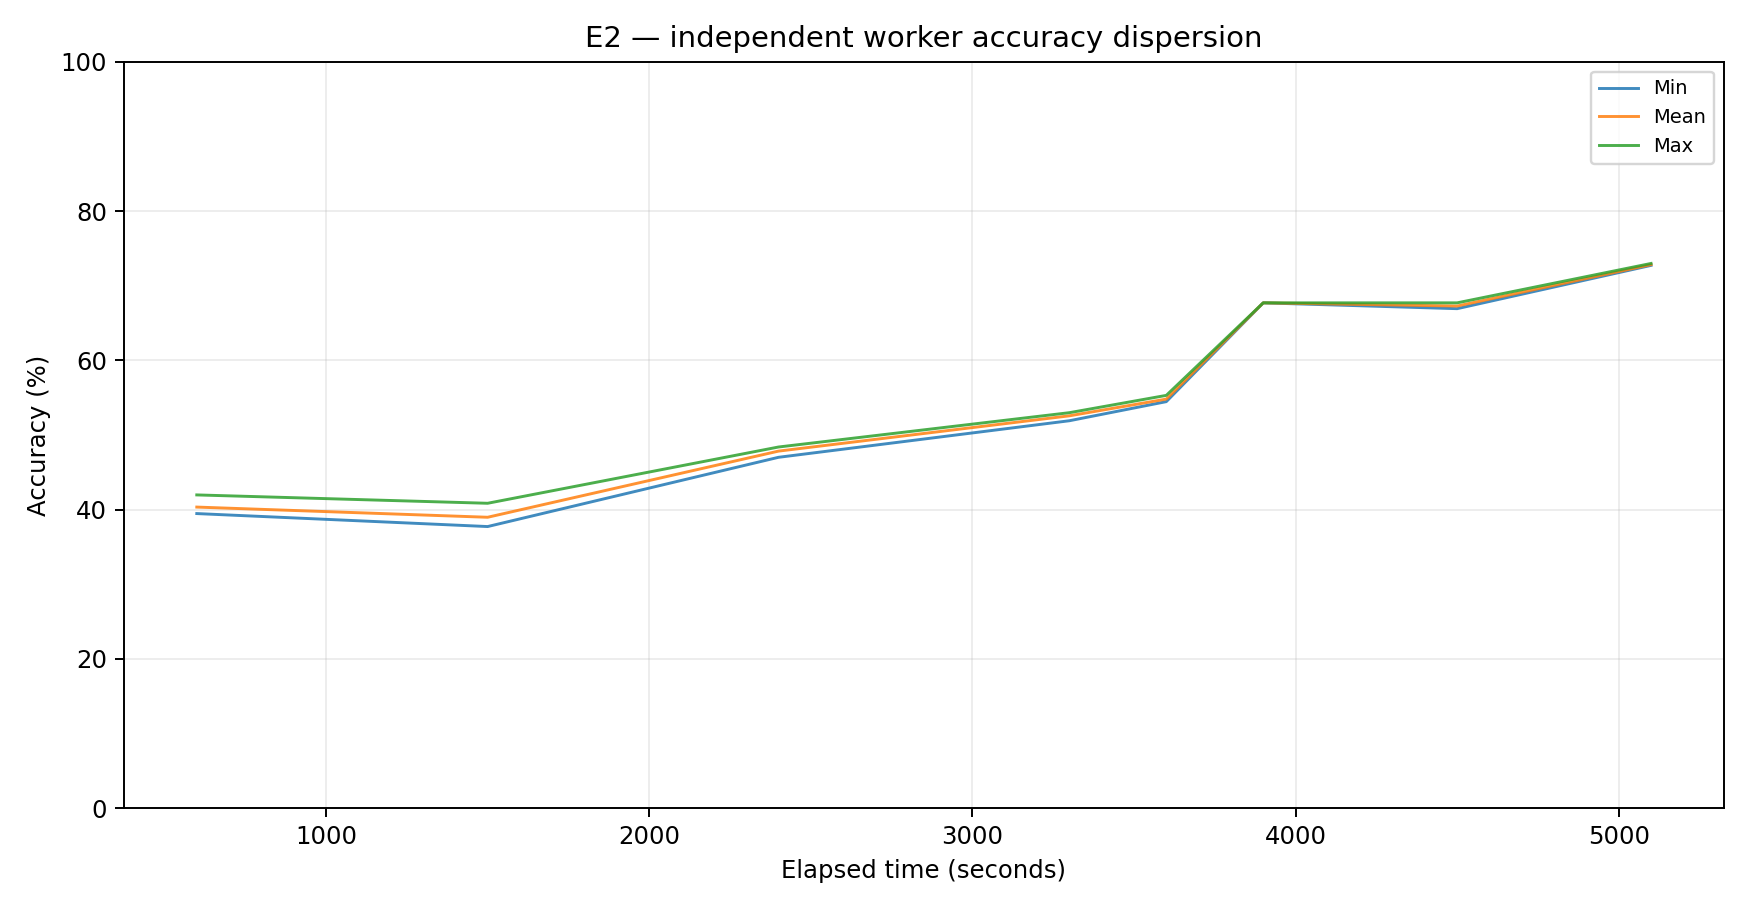 E2 — independent worker accuracy dispersion
100
80
60
40
20
0
Accuracy (%)
Min
Mean
Max
1000
2000
3000
4000
5000
Elapsed time (seconds)